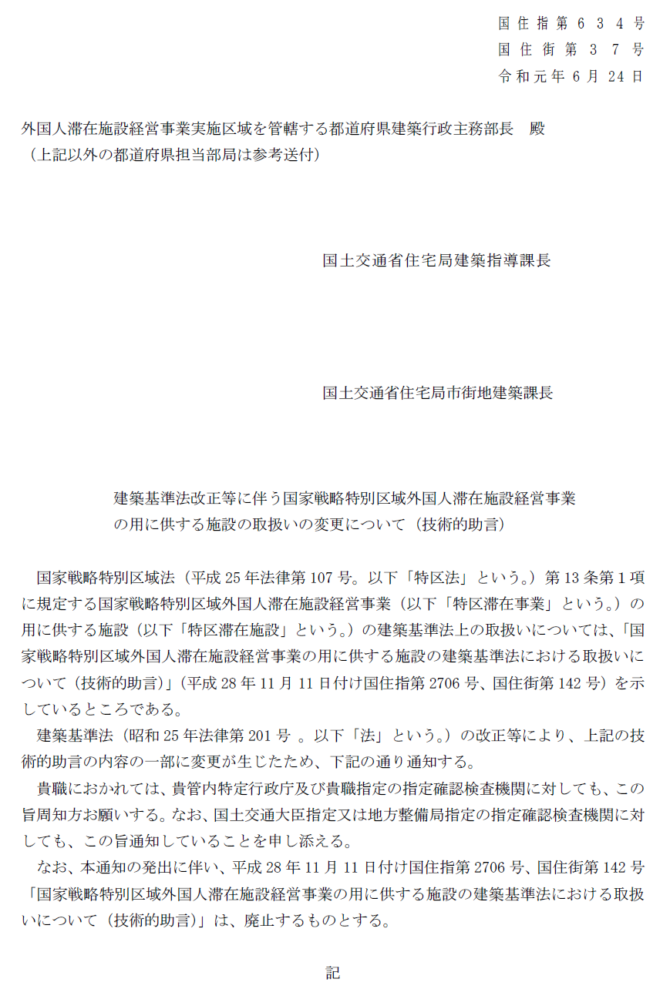 国住指第634号
国住街第37号
令和元年6月24日
外国人滞在施設経営事業実施区域を管轄する都道府県建築行政主務部長　殿
（上記以外の都道府県担当部局は参考送付）
国土交通省住宅局建築指導課長
国土交通省住宅局市街地建築課長
建築基準法改正等に伴う国家戦略特別区域外国人滞在施設経営事業
の用に供する施設の取扱いの変更について（技術的助言）
国家戦略特別区域法（平成25年法律第107号。以下「特区法」という。）第13条第１項
に規定する国家戦略特別区域外国人滞在施設経営事業（以下「特区滞在事業」という。）の
用に供する施設（以下「特区滞在施設」という。）の建築基準法上の取扱いについては、「国
家戦略特別区域外国人滞在施設経営事業の用に供する施設の建築基準法における取扱いに
ついて（技術的助言）」（平成28年11月11日付け国住指第2706号、国住街第142号）を示
しているところである。
建築基準法（昭和25年法律第201号 。以下「法」という。）の改正等により、上記の技
術的助言の内容の一部に変更が生じたため、下記の通り通知する。
貴職におかれては、貴管内特定行政庁及び貴職指定の指定確認検査機関に対しても、この
旨周知方お願いする。なお、国土交通大臣指定又は地方整備局指定の指定確認検査機関に対
しても、この旨通知していることを申し添える。
なお、本通知の発出に伴い、平成28年11月11日付け国住指第2706号、国住街第142号
「国家戦略特別区域外国人滞在施設経営事業の用に供する施設の建築基準法における取扱
いについて（技術的助言）」は、廃止するものとする。
記